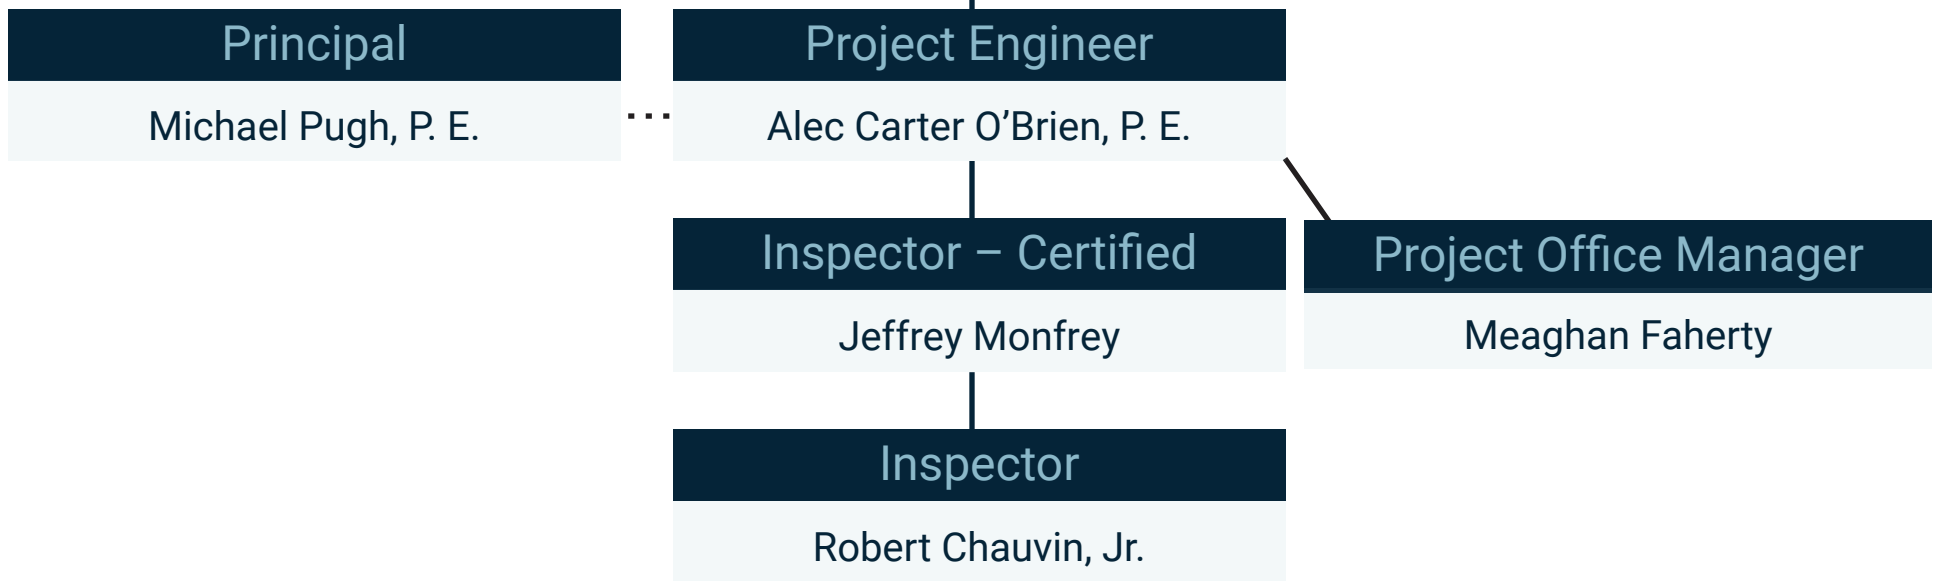 Principal
Michael Pugh, P. E.
Project Engineer
Alec Carter O’Brien, P. E.
Inspector – Certified
Jeffrey Monfrey
Project Office Manager
Meaghan Faherty
Inspector
Robert Chauvin, Jr.